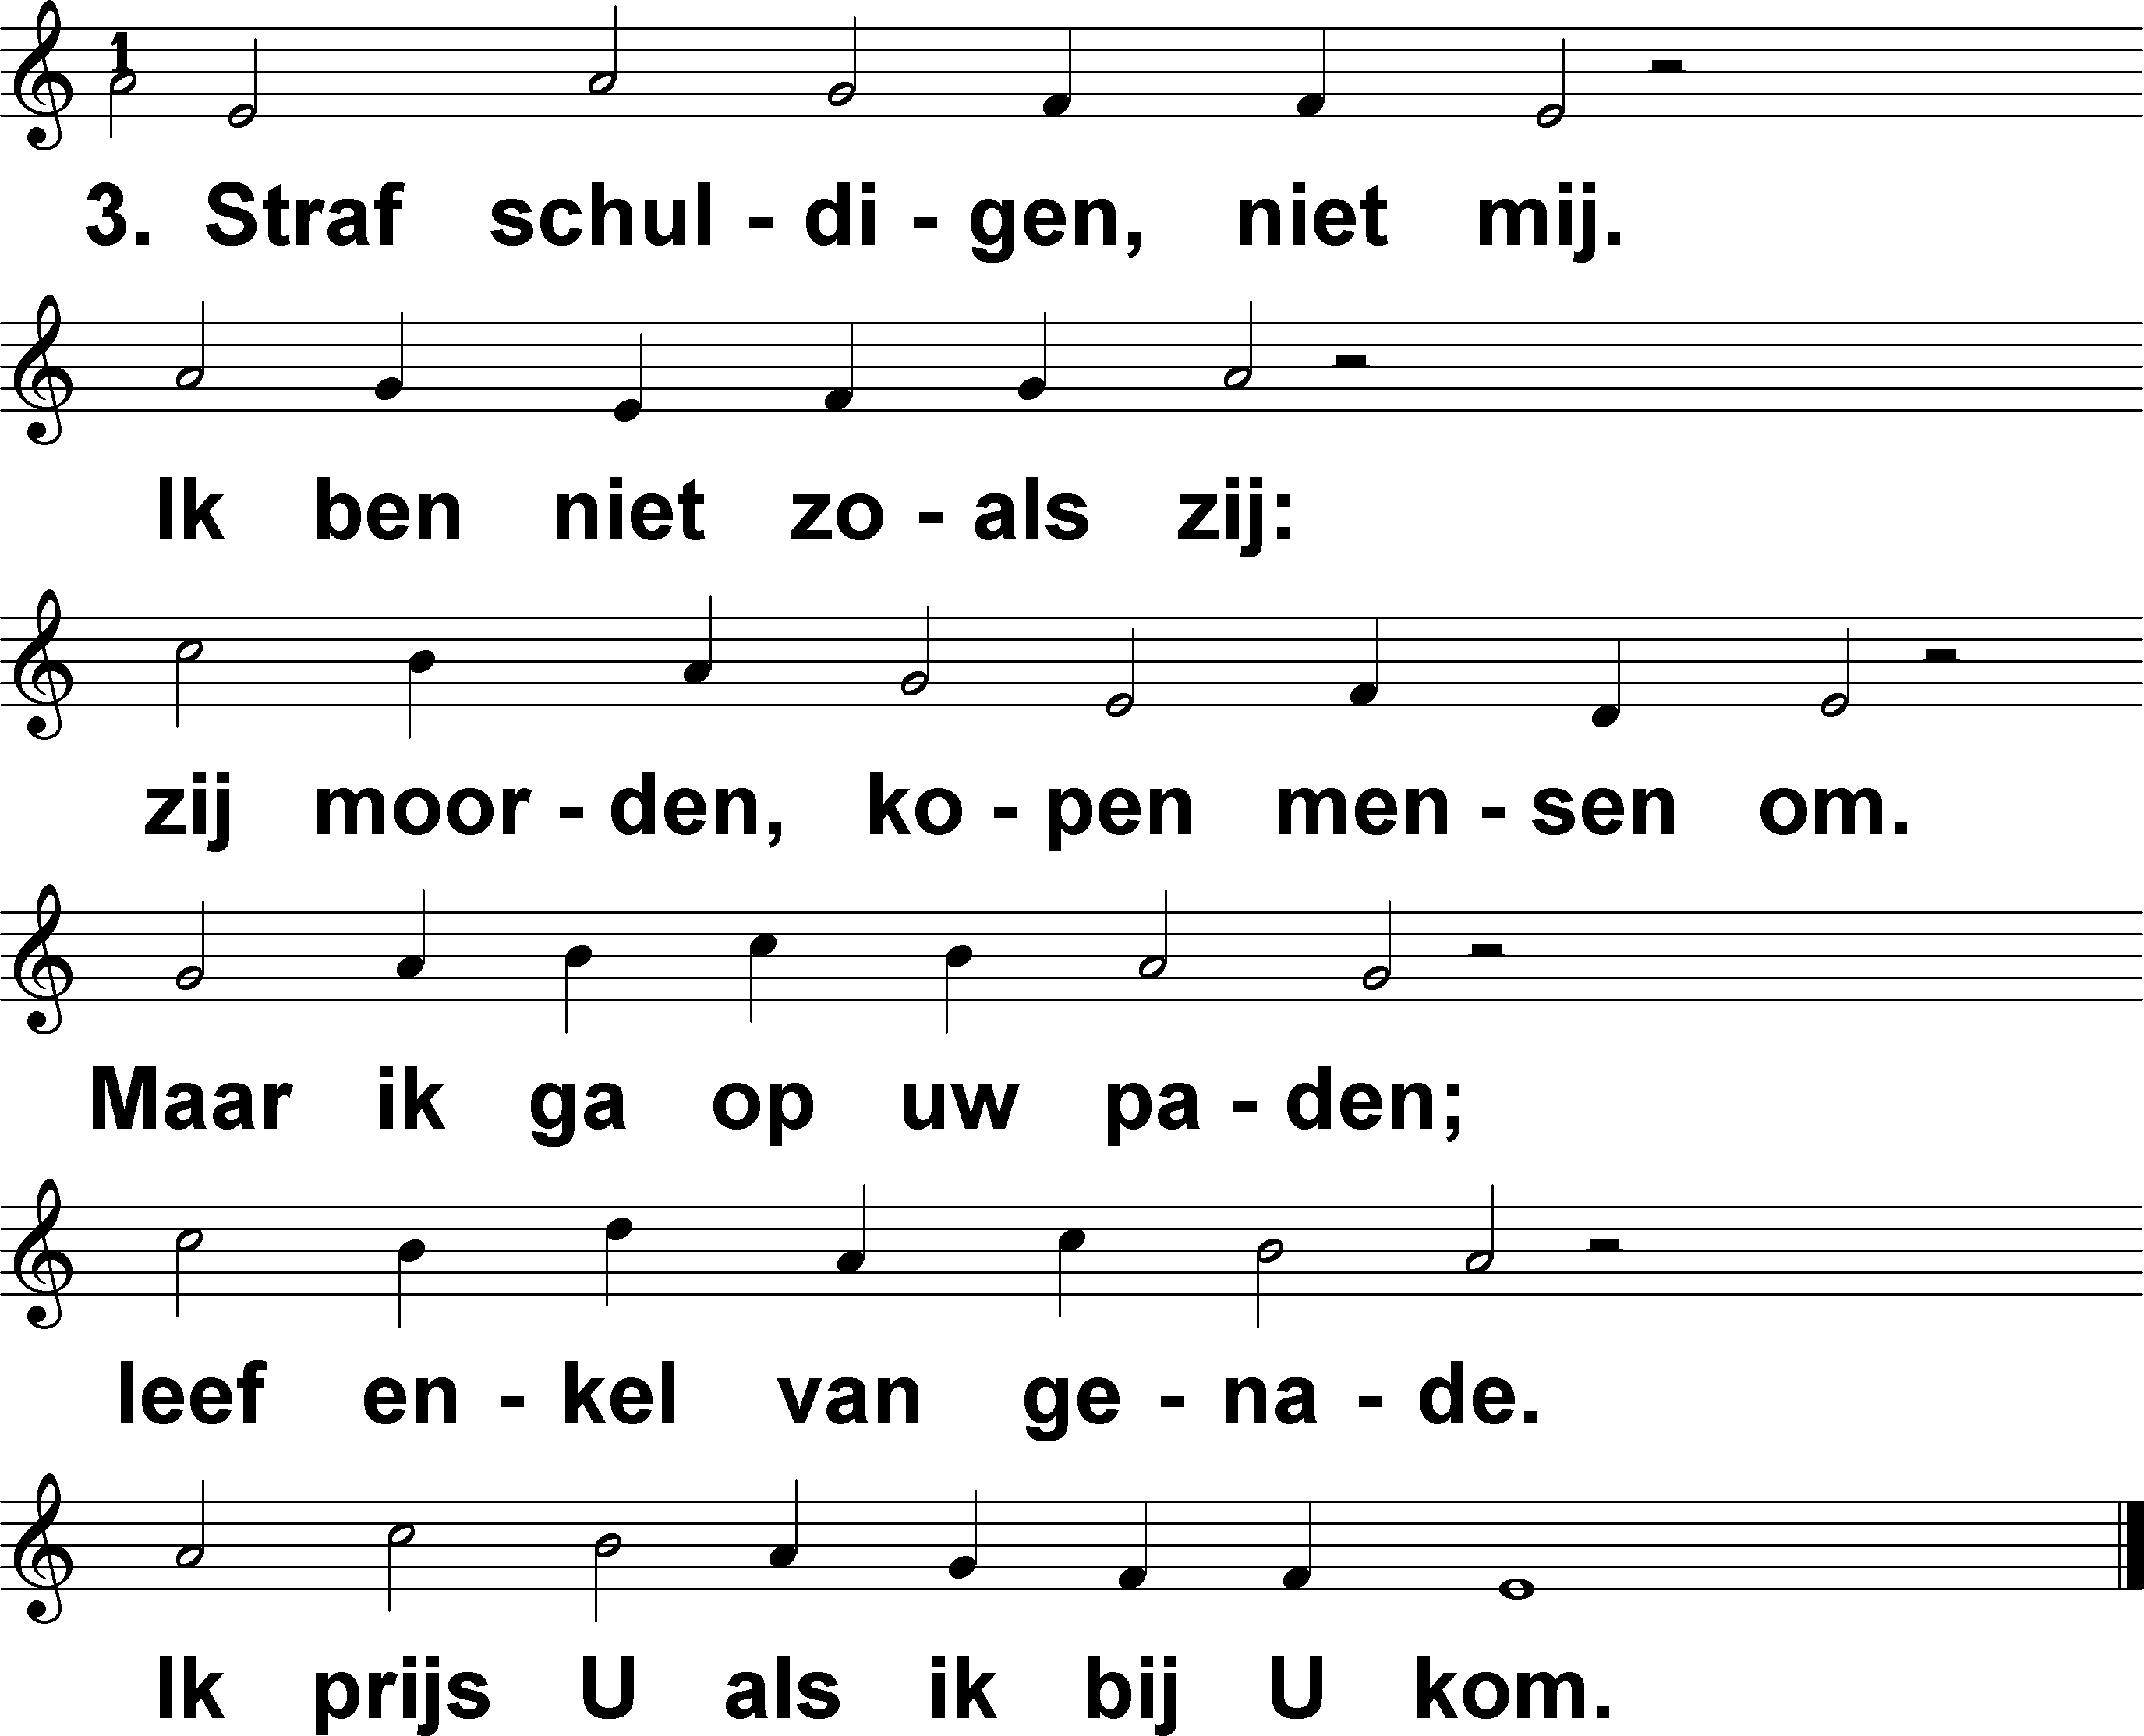 1
3. Straf schul - di - gen, niet mij.
Ik ben niet zo - als zij:
zij moor - den, ko - pen men - sen om.
Maar ik ga op uw pa - den;
leef en - kel van ge - na - de.
Ik prijs U als ik bij U kom.